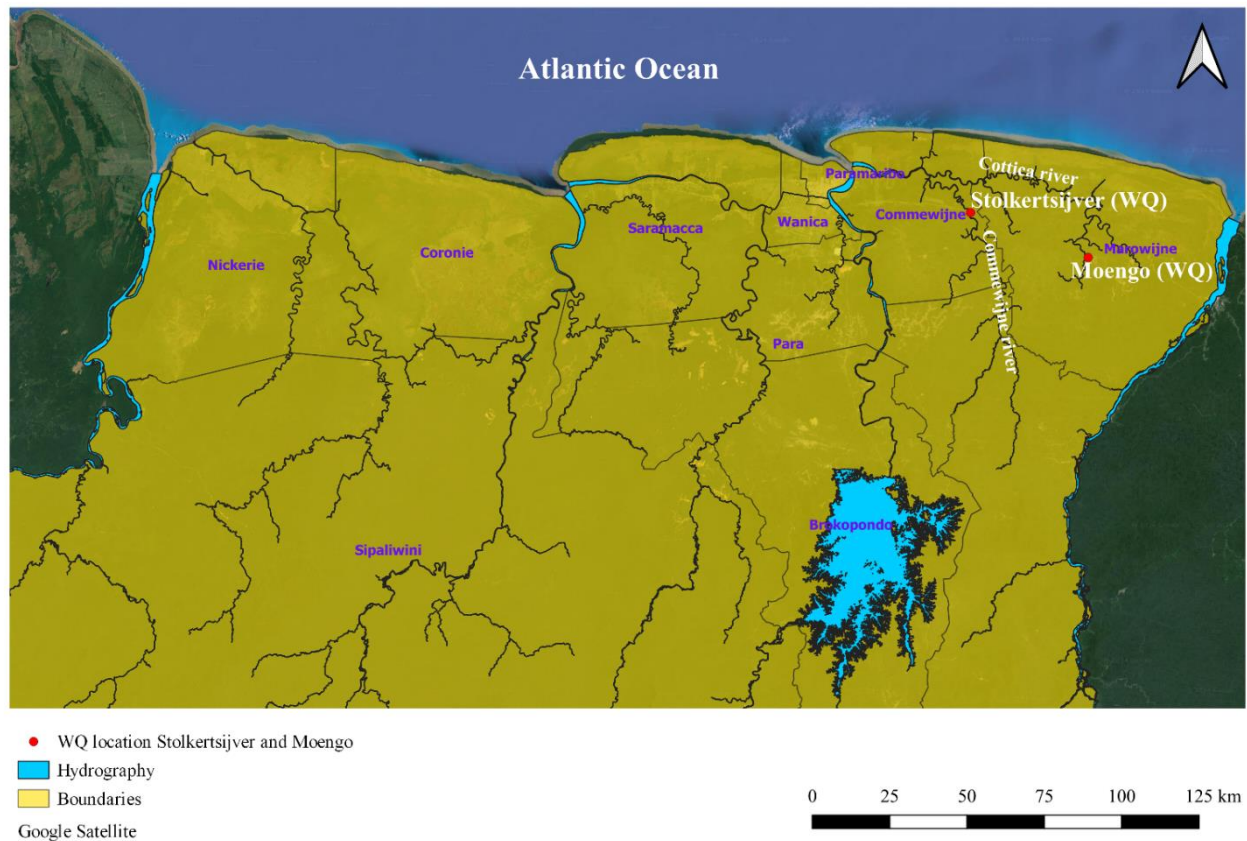 Atlantic Ocean
Paramaribo
Cottica river
Stolkertsijver (WQ)
Commewijne
Wanica
Saramacca
Coronie
Nickerie
Marowijne
Moengo (WQ)
Commewijne river
Para
Brokopondo
Sipaliwini
WQ location Stolkertsijver and Moengo
Hydrography
Boundaries
Google Satellite
0 25 50 75 100 125 km